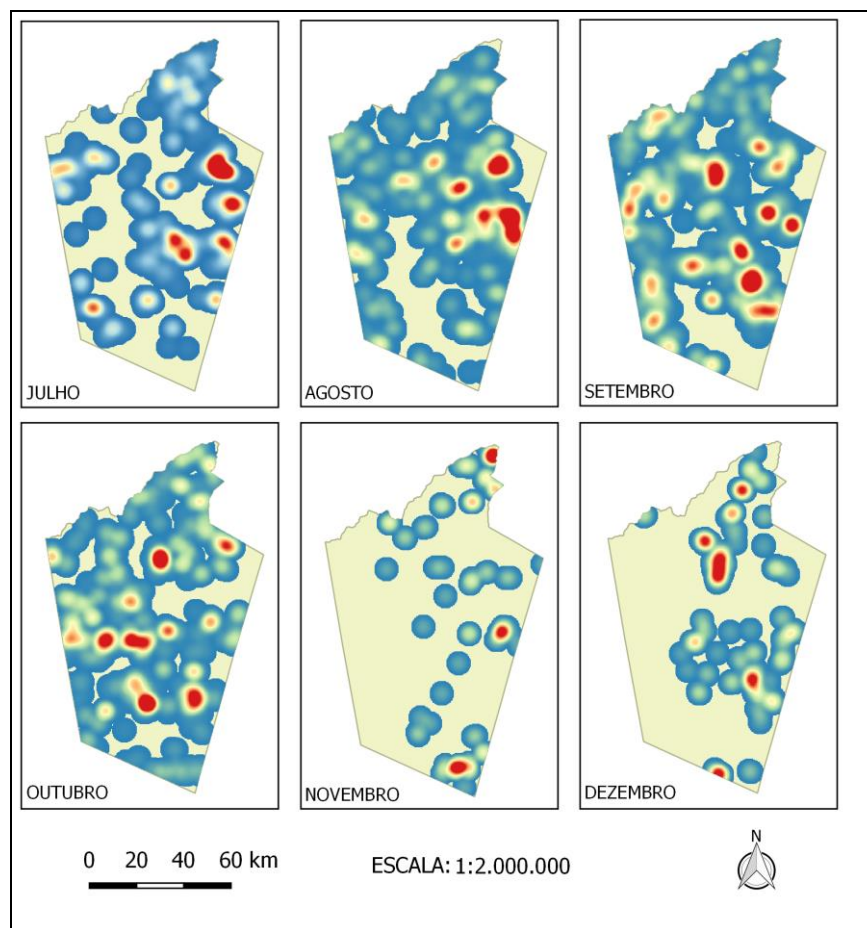 JULHO
AGOSTO
SETEMBRO
OUTUBRO
NOVEMBRO
DEZEMBRO
0 20 40 60 km
ESCALA: 1:2.000.000
N